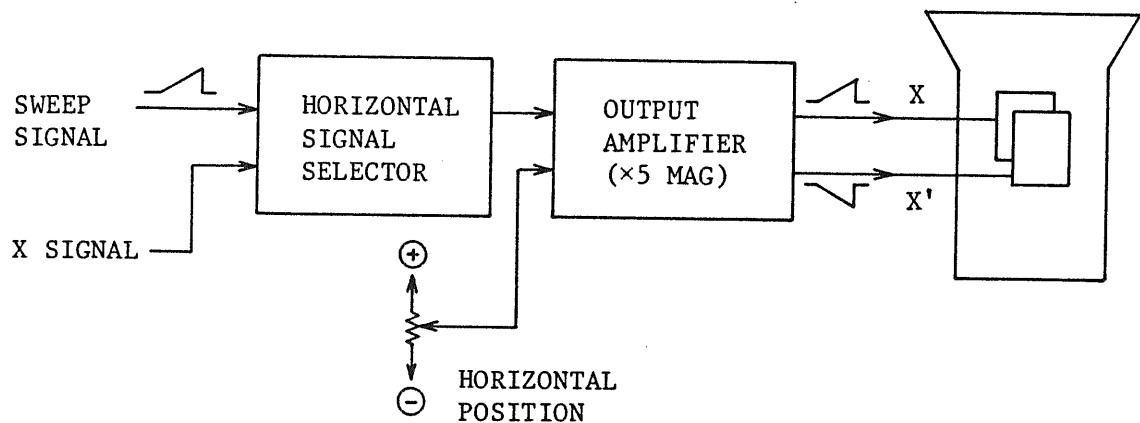 SWEEP
SIGNAL
X SIGNAL
HORIZONTAL
SIGNAL
SELECTOR
OUTPUT
AMPLIFIER
(×5 MAG)
X
X'
+
−
HORIZONTAL
POSITION